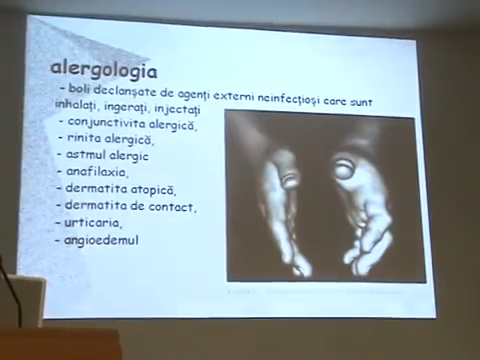 alergologia
- boli declanşate de agenţi externi neinfecţioşi care sunt
inhalaţi, ingeraţi, injectaţi
- conjunctivita alergică,
- rinita alergică,
- astmul alergic
- anafilaxia,
- dermatita atopică,
- dermatita de contact,
- urticaria,
- angioedemul